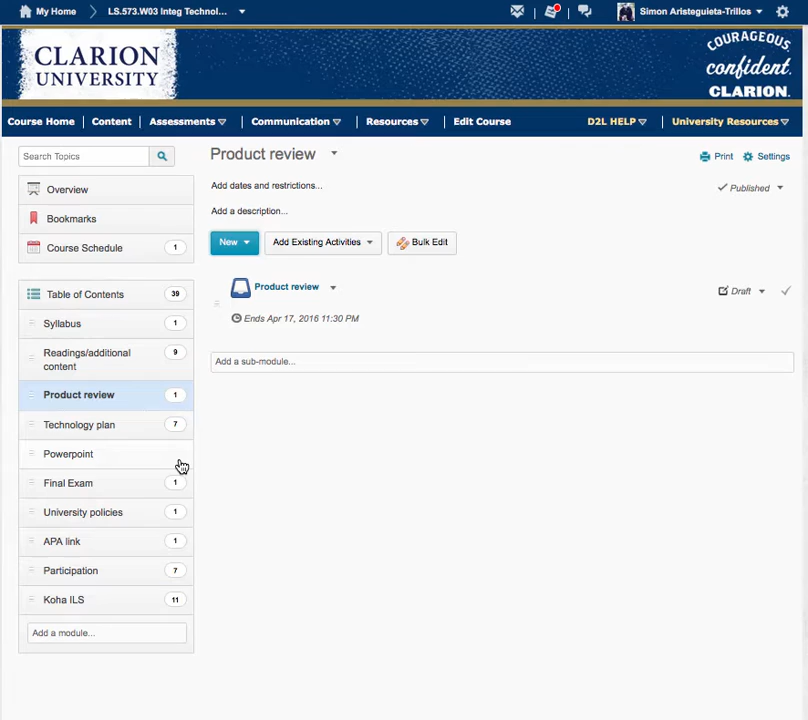 My Home
LS.573.W03 Integ Technol...
Simon Aristeguieta-Trillos
CLARION
UNIVERSITY
COURAGEOUS,
confident.
CLARION.
Course Home
Content
Assessments
Communication
Resources
Edit Course
D2L HELP
University Resources
Search Topics
Overview
Bookmarks
Course Schedule 1
Table of Contents 39
Syllabus 1
Readings/additional 9
content
Product review 1
Technology plan 7
Powerpoint
Final Exam 1
University policies 1
APA link 1
Participation 7
Koha ILS 11
Add a module...
Product review
Print
Settings
Add dates and restrictions...
Published
Add a description...
New
Add Existing Activities
Bulk Edit
Product review
Draft
Ends Apr 17, 2016 11:30 PM
Add a sub-module...